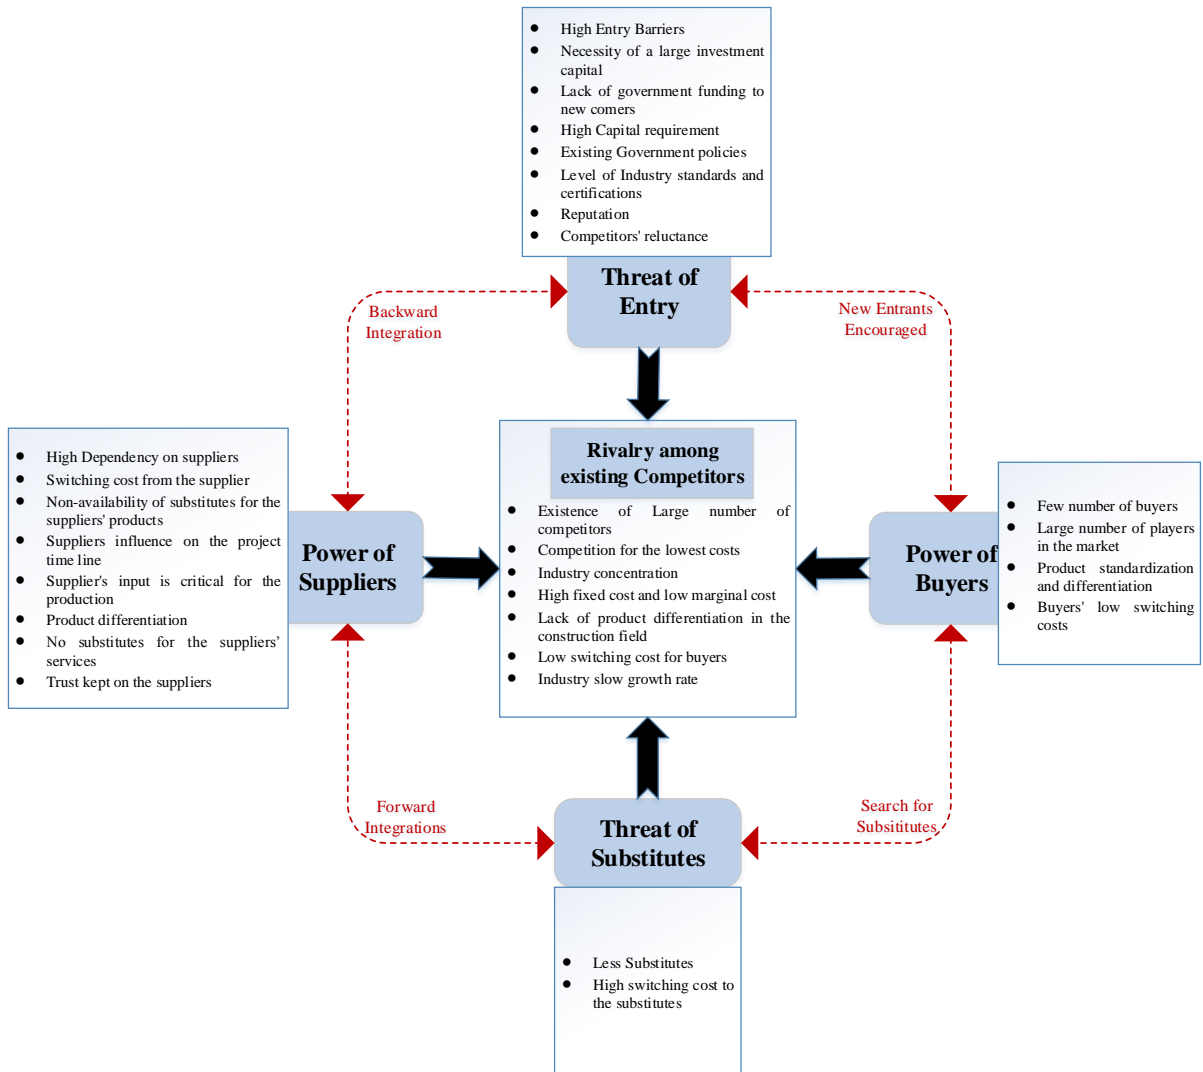 High Entry Barriers
Necessity of a large investment
capital
Lack of government funding to
new comers
High Capital requirement
Existing Government policies
Level of Industry standards and
certifications
Reputation
Competitors' reluctance
Threat of
Entry
Backward
Integration
New Entrants
Encouraged
High Dependency on suppliers
Switching cost from the supplier
Non-availability of substitutes for the
suppliers' products
Suppliers influence on the project
time line
Supplier's input is critical for the
production
Product differentiation
No substitutes for the suppliers’
services
Trust kept on the suppliers
Power of
Suppliers
Rivalry among
existing Competitors
Existence of Large number of
competitors
Competition for the lowest costs
Industry concentration
High fixed cost and low marginal cost
Lack of product differentiation in the
construction field
Low switching cost for buyers
Industry slow growth rate
Power of
Buyers
Few number of buyers
Large number of players
in the market
Product standardization
and differentiation
Buyers' low switching
costs
Forward
Integrations
Search for
Subsititutes
Threat of
Substitutes
Less Substitutes
High switching cost to
the substitutes